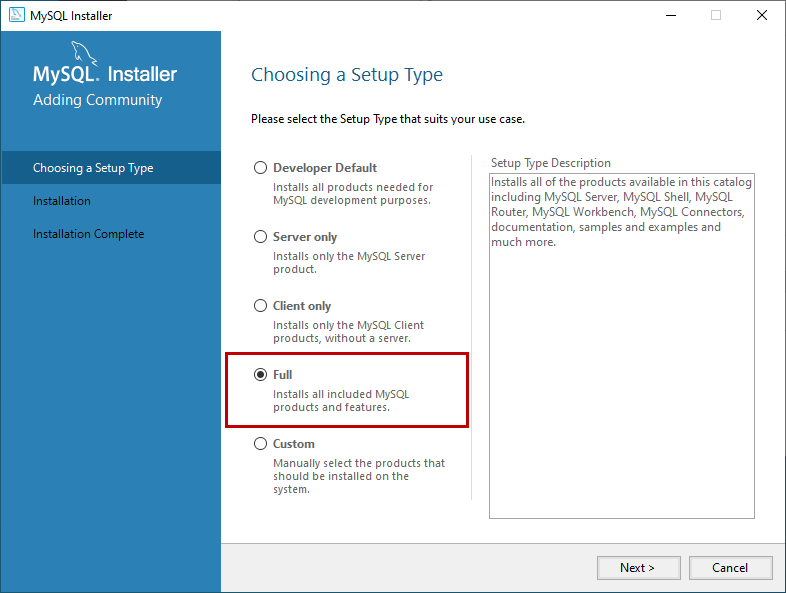 MySQL Installer
MySQL. Installer
Adding Community
Choosing a Setup Type
Installation
Installation Complete
Choosing a Setup Type
Please select the Setup Type that suits your use case.
Developer Default
Installs all products needed for
MySQL development purposes.
Server only
Installs only the MySQL Server
product.
Client only
Installs only the MySQL Client
products, without a server.
Full
Installs all included MySQL
products and features.
Custom
Manually select the products that
should be installed on the
system.
Setup Type Description
Installs all of the products available in this catalog
including MySQL Server, MySQL Shell, MySQL
Router, MySQL Workbench, MySQL Connectors,
documentation, samples and examples and
much more.
Next >
Cancel